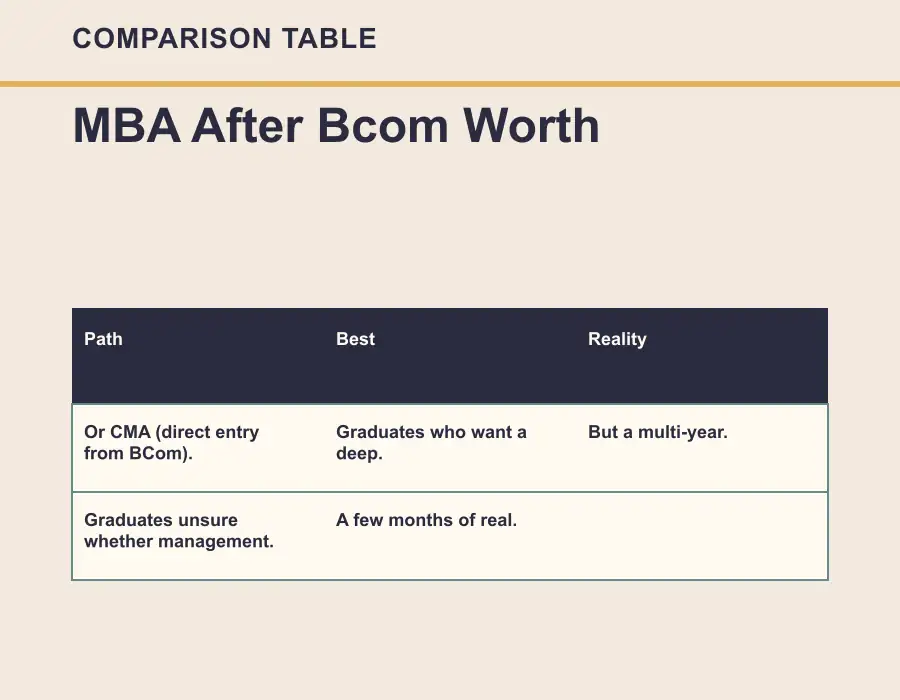 COMPARISON TABLE
MBA After Bcom Worth
Path Best Reality
Or CMA (direct entry Graduates who want a But a multi-year.
from BCom). deep.
Graduates unsure A few months of real.
whether management.